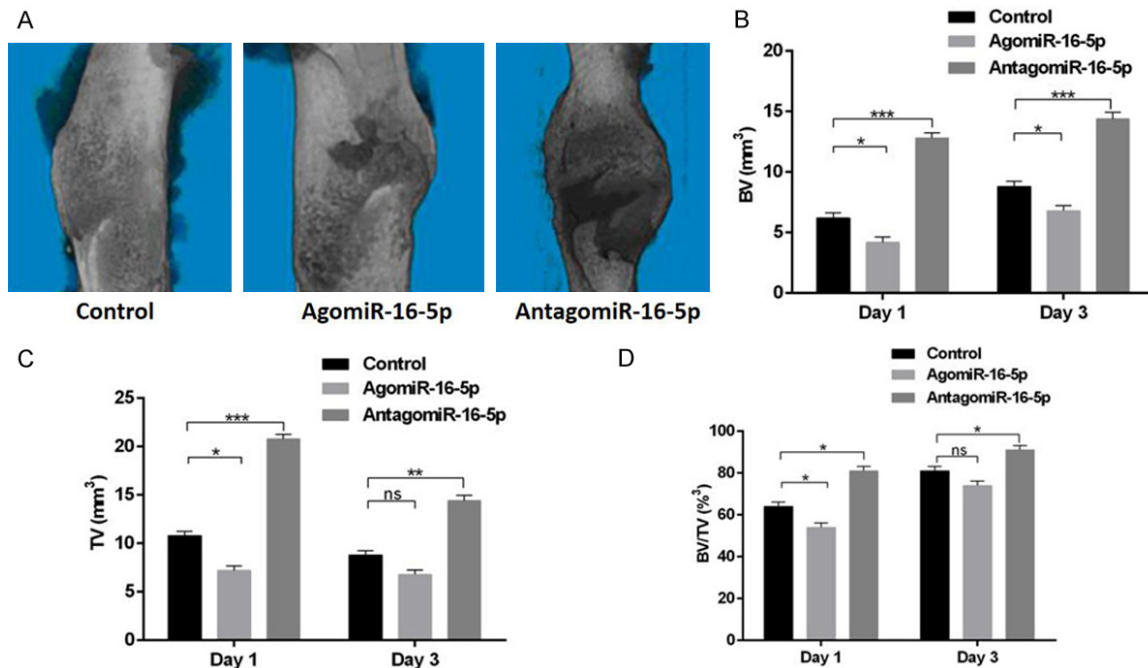 A
Control
AgomiR-16-5p
AntagomiR-16-5p
B
Control
AgomiR-16-5p
AntagomiR-16-5p
BV (mm³)
20
15
10
5
0
***
*
***
*
Day 1
Day 3
C
Control
AgomiR-16-5p
AntagomiR-16-5p
TV (mm³)
25
20
15
10
5
0
***
*
**
ns
Day 1
Day 3
D
Control
AgomiR-16-5p
AntagomiR-16-5p
BV/TV (%³)
100
80
60
40
20
0
*
*
*
ns
Day 1
Day 3